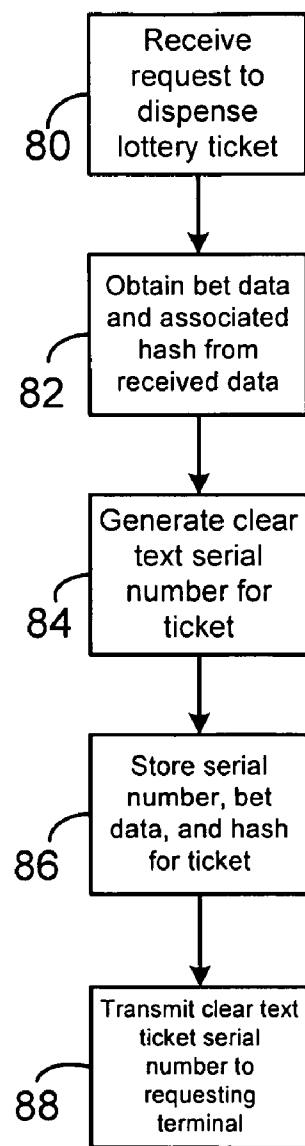 Receive
request to
dispense
lottery ticket
80
Obtain bet data
and associated
hash from
received data
82
Generate clear
text serial
number for
ticket
84
Store serial
number, bet
data, and hash
for ticket
86
Transmit clear text
ticket serial
number to
requesting
terminal
88